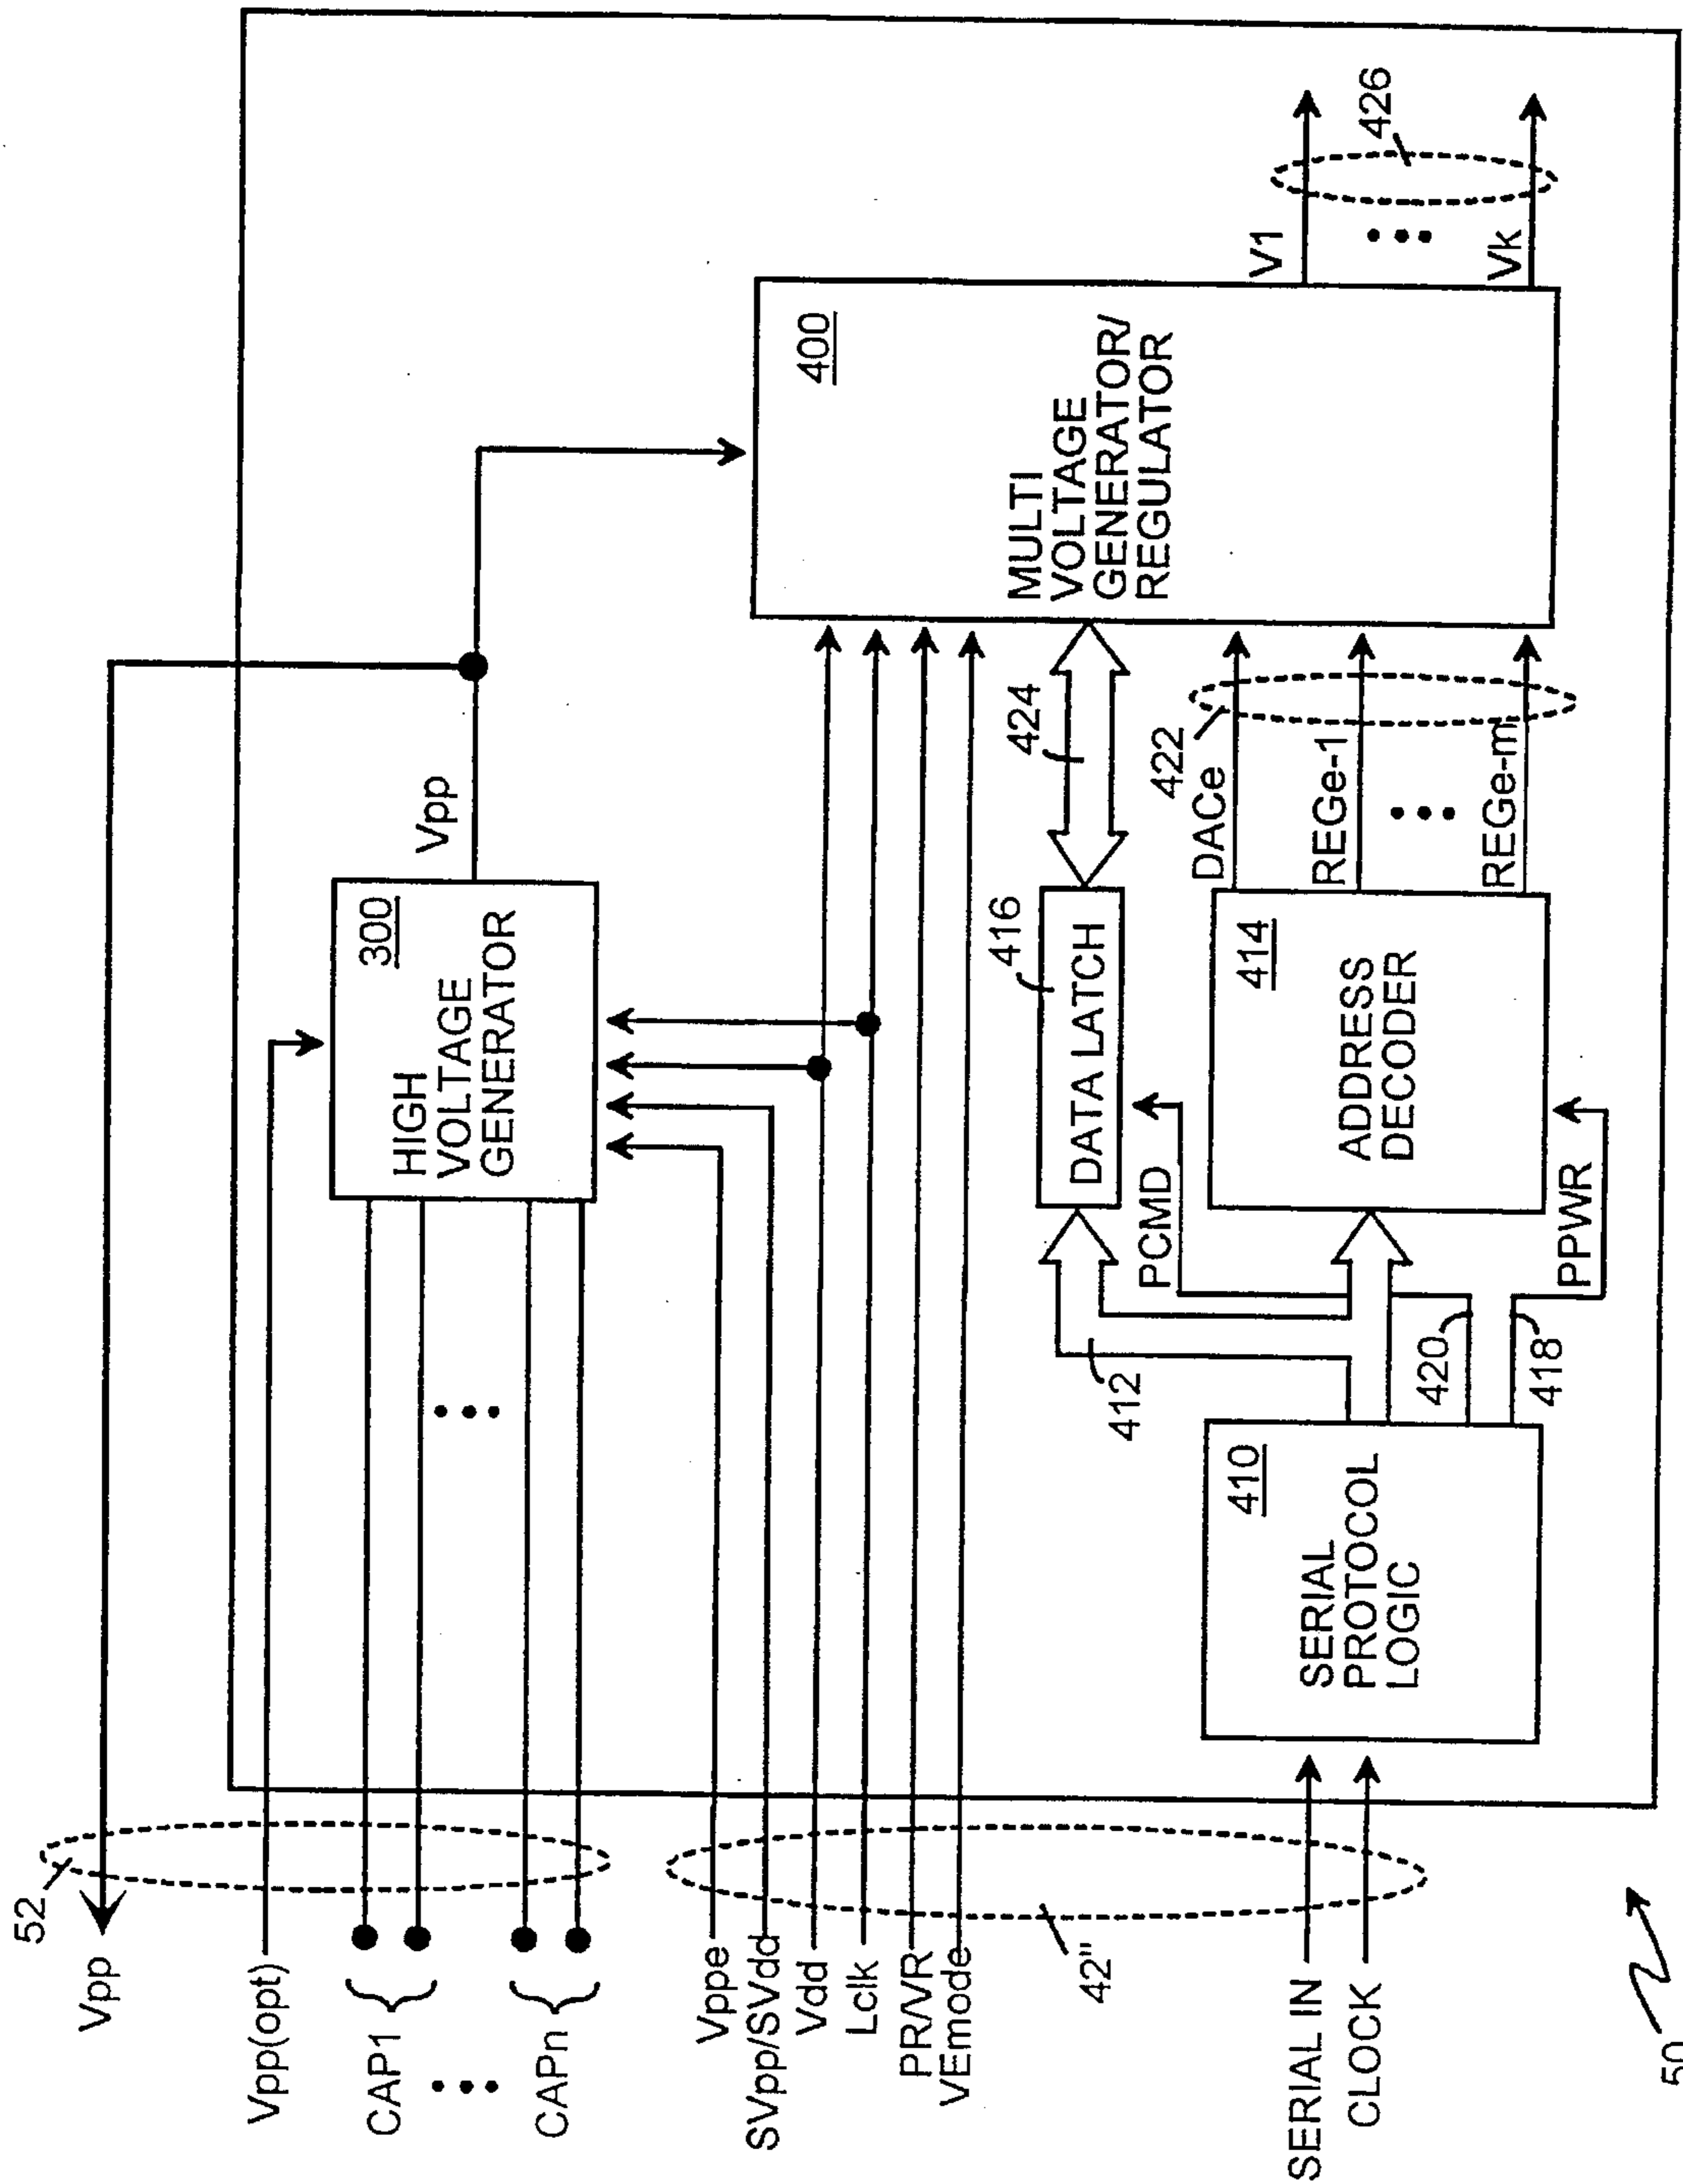 52
Vpp
Vpp(opt)
CAP1
CAPn
Vppe
SVpp/SVdd
Vdd
Lclk
PR/VR
VEmode
42"
SERIAL IN
CLOCK
50
300
HIGH
VOLTAGE
GENERATOR
Vpp
410
SERIAL
PROTOCOL
LOGIC
412
420
418
PCMD
PPWR
416
DATA LATCH
414
ADDRESS
DECODER
424
422
DACe
REGe-1
REGe-m
400
MULTI
VOLTAGE
GENERATOR/
REGULATOR
V1
Vk
426